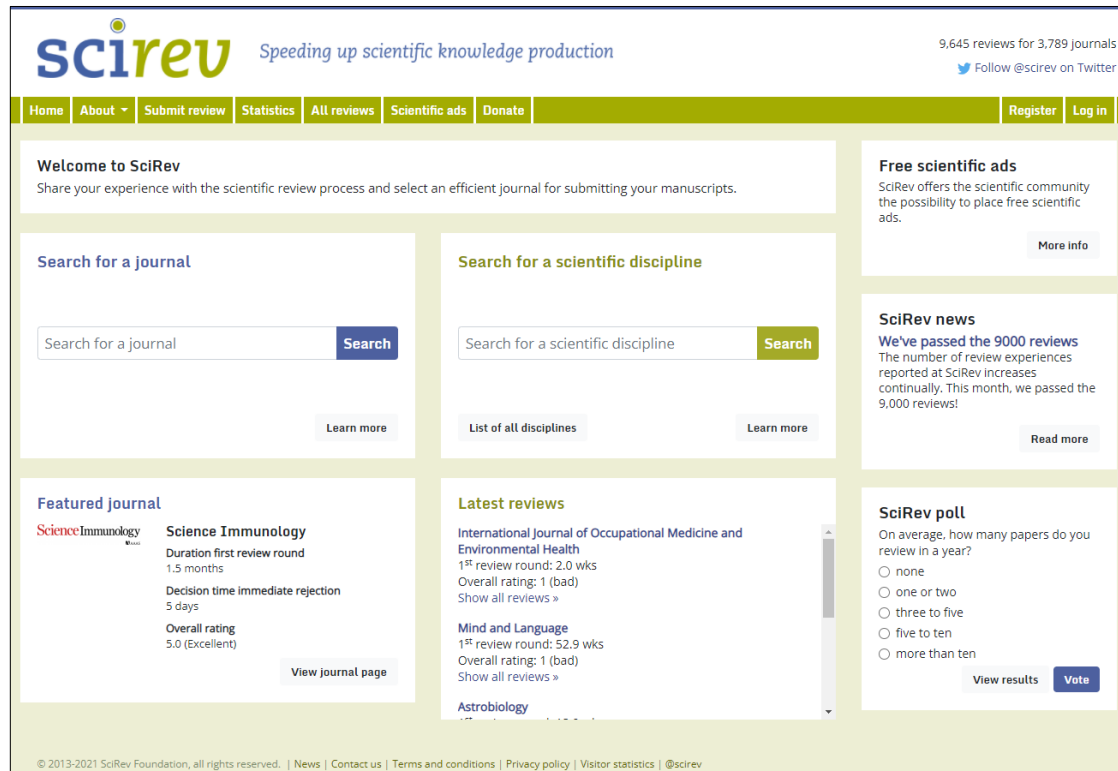 scirev
Speeding up scientific knowledge production
9,645 reviews for 3,789 journals
Follow @scirev on Twitter
Home About Submit review Statistics All reviews Scientific ads Donate Register Log in
Welcome to SciRev
Share your experience with the scientific review process and select an efficient journal for submitting your manuscripts.
Search for a journal
Search for a journal Search
Learn more
Search for a scientific discipline
Search for a scientific discipline Search
List of all disciplines Learn more
Featured journal
Science Immunology
Science Immunology
Duration first review round
1.5 months
Decision time immediate rejection
5 days
Overall rating
5.0 (Excellent)
View journal page
Latest reviews
International Journal of Occupational Medicine and
Environmental Health
1st review round: 2.0 wks
Overall rating: 1 (bad)
Show all reviews »
Mind and Language
1st review round: 52.9 wks
Overall rating: 1 (bad)
Show all reviews »
Astrobiology
Free scientific ads
SciRev offers the scientific community
the possibility to place free scientific
ads.
More info
SciRev news
We've passed the 9000 reviews
The number of review experiences
reported at SciRev increases
continually. This month, we passed the
9,000 reviews!
Read more
SciRev poll
On average, how many papers do you
review in a year?
none
one or two
three to five
five to ten
more than ten
View results Vote
© 2013-2021 SciRev Foundation, all rights reserved. | News | Contact us | Terms and conditions | Privacy policy | Visitor statistics | @scirev